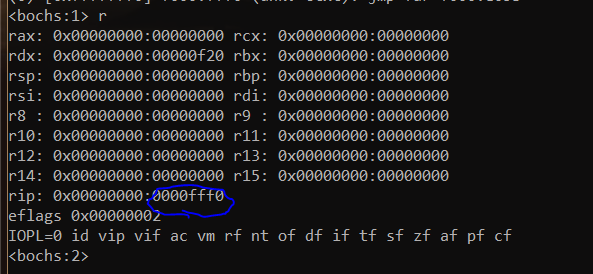 <bochs:1> r
rax: 0x00000000:00000000 rcx: 0x00000000:00000000
rdx: 0x00000000:00000f20 rbx: 0x00000000:00000000
rsp: 0x00000000:00000000 rbp: 0x00000000:00000000
rsi: 0x00000000:00000000 rdi: 0x00000000:00000000
r8 : 0x00000000:00000000 r9 : 0x00000000:00000000
r10: 0x00000000:00000000 r11: 0x00000000:00000000
r12: 0x00000000:00000000 r13: 0x00000000:00000000
r14: 0x00000000:00000000 r15: 0x00000000:00000000
rip: 0x00000000:0000fff0
eflags 0x00000002
IOPL=0 id vip vif ac vm rf nt of df if tf sf zf af pf cf
<bochs:2>